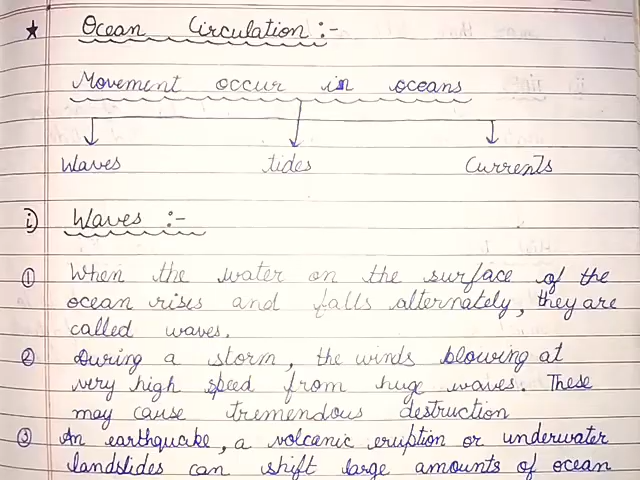 ★ Ocean Circulation :-
Movement occur in oceans
Waves tides Currents
i) Waves :-
① When the water on the surface of the
ocean rises and falls alternately, they are
called waves.
② During a storm, the winds blowing at
very high speed from huge waves. These
may cause tremendous destruction
③ An earthquake, a volcanic eruption or underwater
landslides can shift large amounts of ocean